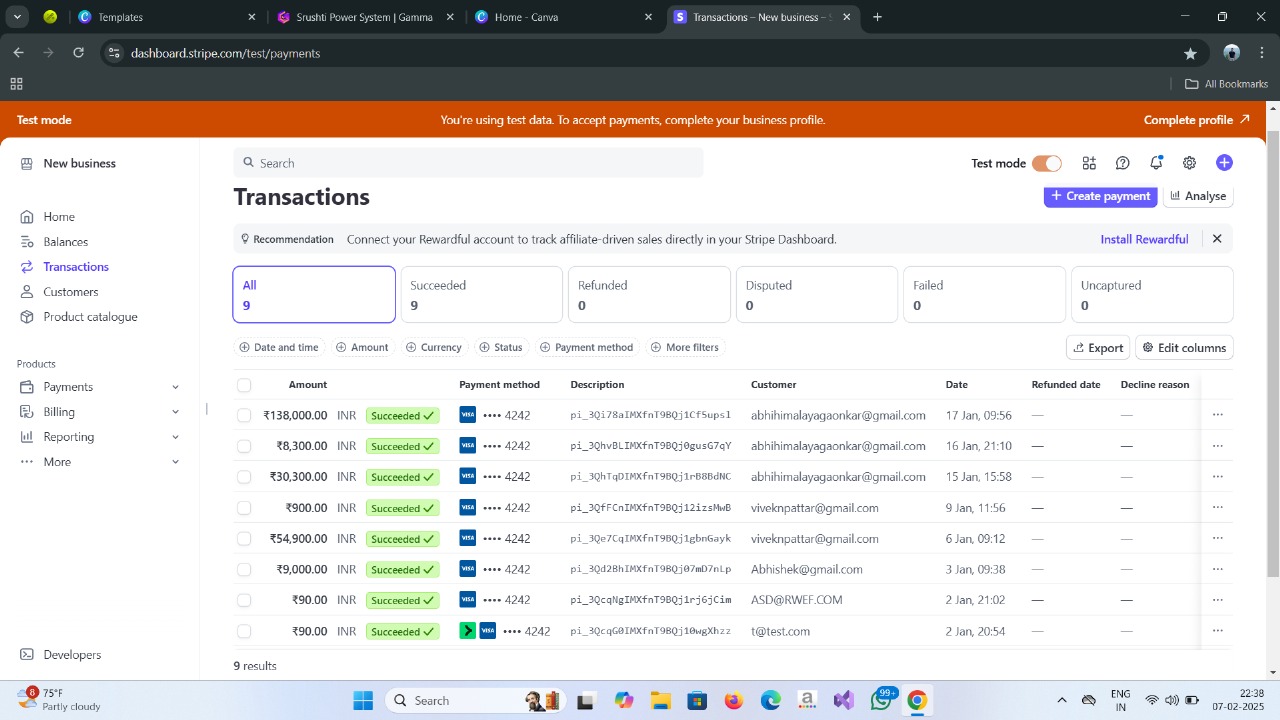 Templates
Srushti Power System | Gamma
Home - Canva
Transactions – New business –
dashboard.stripe.com/test/payments
All Bookmarks
Test mode
You're using test data. To accept payments, complete your business profile.
Complete profile
New business
Search
Test mode
Home
Balances
Transactions
Customers
Product catalogue
Products
Payments
Billing
Reporting
More
Developers
Transactions
+ Create payment
Analyse
Recommendation Connect your Rewardful account to track affiliate-driven sales directly in your Stripe Dashboard. Install Rewardful
All Succeeded Refunded Disputed Failed Uncaptured
9 9 0 0 0 0
Date and time Amount Currency Status Payment method More filters Export Edit columns
Amount Payment method Description Customer Date Refunded date Decline reason
₹138,000.00 INR Succeeded VISA •••• 4242 pi_3Qi78aIMXfnT9BQj1Cf5ups1 abhihimalayagaonkar@gmail.com 17 Jan, 09:56 — — ···
₹8,300.00 INR Succeeded VISA •••• 4242 pi_3QhvBLIMXfnT9BQj0gusG7qY abhihimalayagaonkar@gmail.com 16 Jan, 21:10 — — ···
₹30,300.00 INR Succeeded VISA •••• 4242 pi_3QhTqDIMXfnT9BQj1rB8BdNC abhihimalayagaonkar@gmail.com 15 Jan, 15:58 — — ···
₹900.00 INR Succeeded VISA •••• 4242 pi_3QfFCnIMXfnT9BQj12izsMwB viveknpattar@gmail.com 9 Jan, 11:56 — — ···
₹54,900.00 INR Succeeded VISA •••• 4242 pi_3Qe7CqIMXfnT9BQj1gbnGayk viveknpattar@gmail.com 6 Jan, 09:12 — — ···
₹9,000.00 INR Succeeded VISA •••• 4242 pi_3Qd2BhIMXfnT9BQj07mD7nLp Abhishek@gmail.com 3 Jan, 09:38 — — ···
₹90.00 INR Succeeded VISA •••• 4242 pi_3QcqNgIMXfnT9BQj1rj6jCim ASD@RWEF.COM 2 Jan, 21:02 — — ···
₹90.00 INR Succeeded VISA •••• 4242 pi_3QcqG0IMXfnT9BQj10wgXhzz t@test.com 2 Jan, 20:54 — — ···
9 results
8
75°F
Partly cloudy
Search
99+
ENG
IN
22:38
07-02-2025